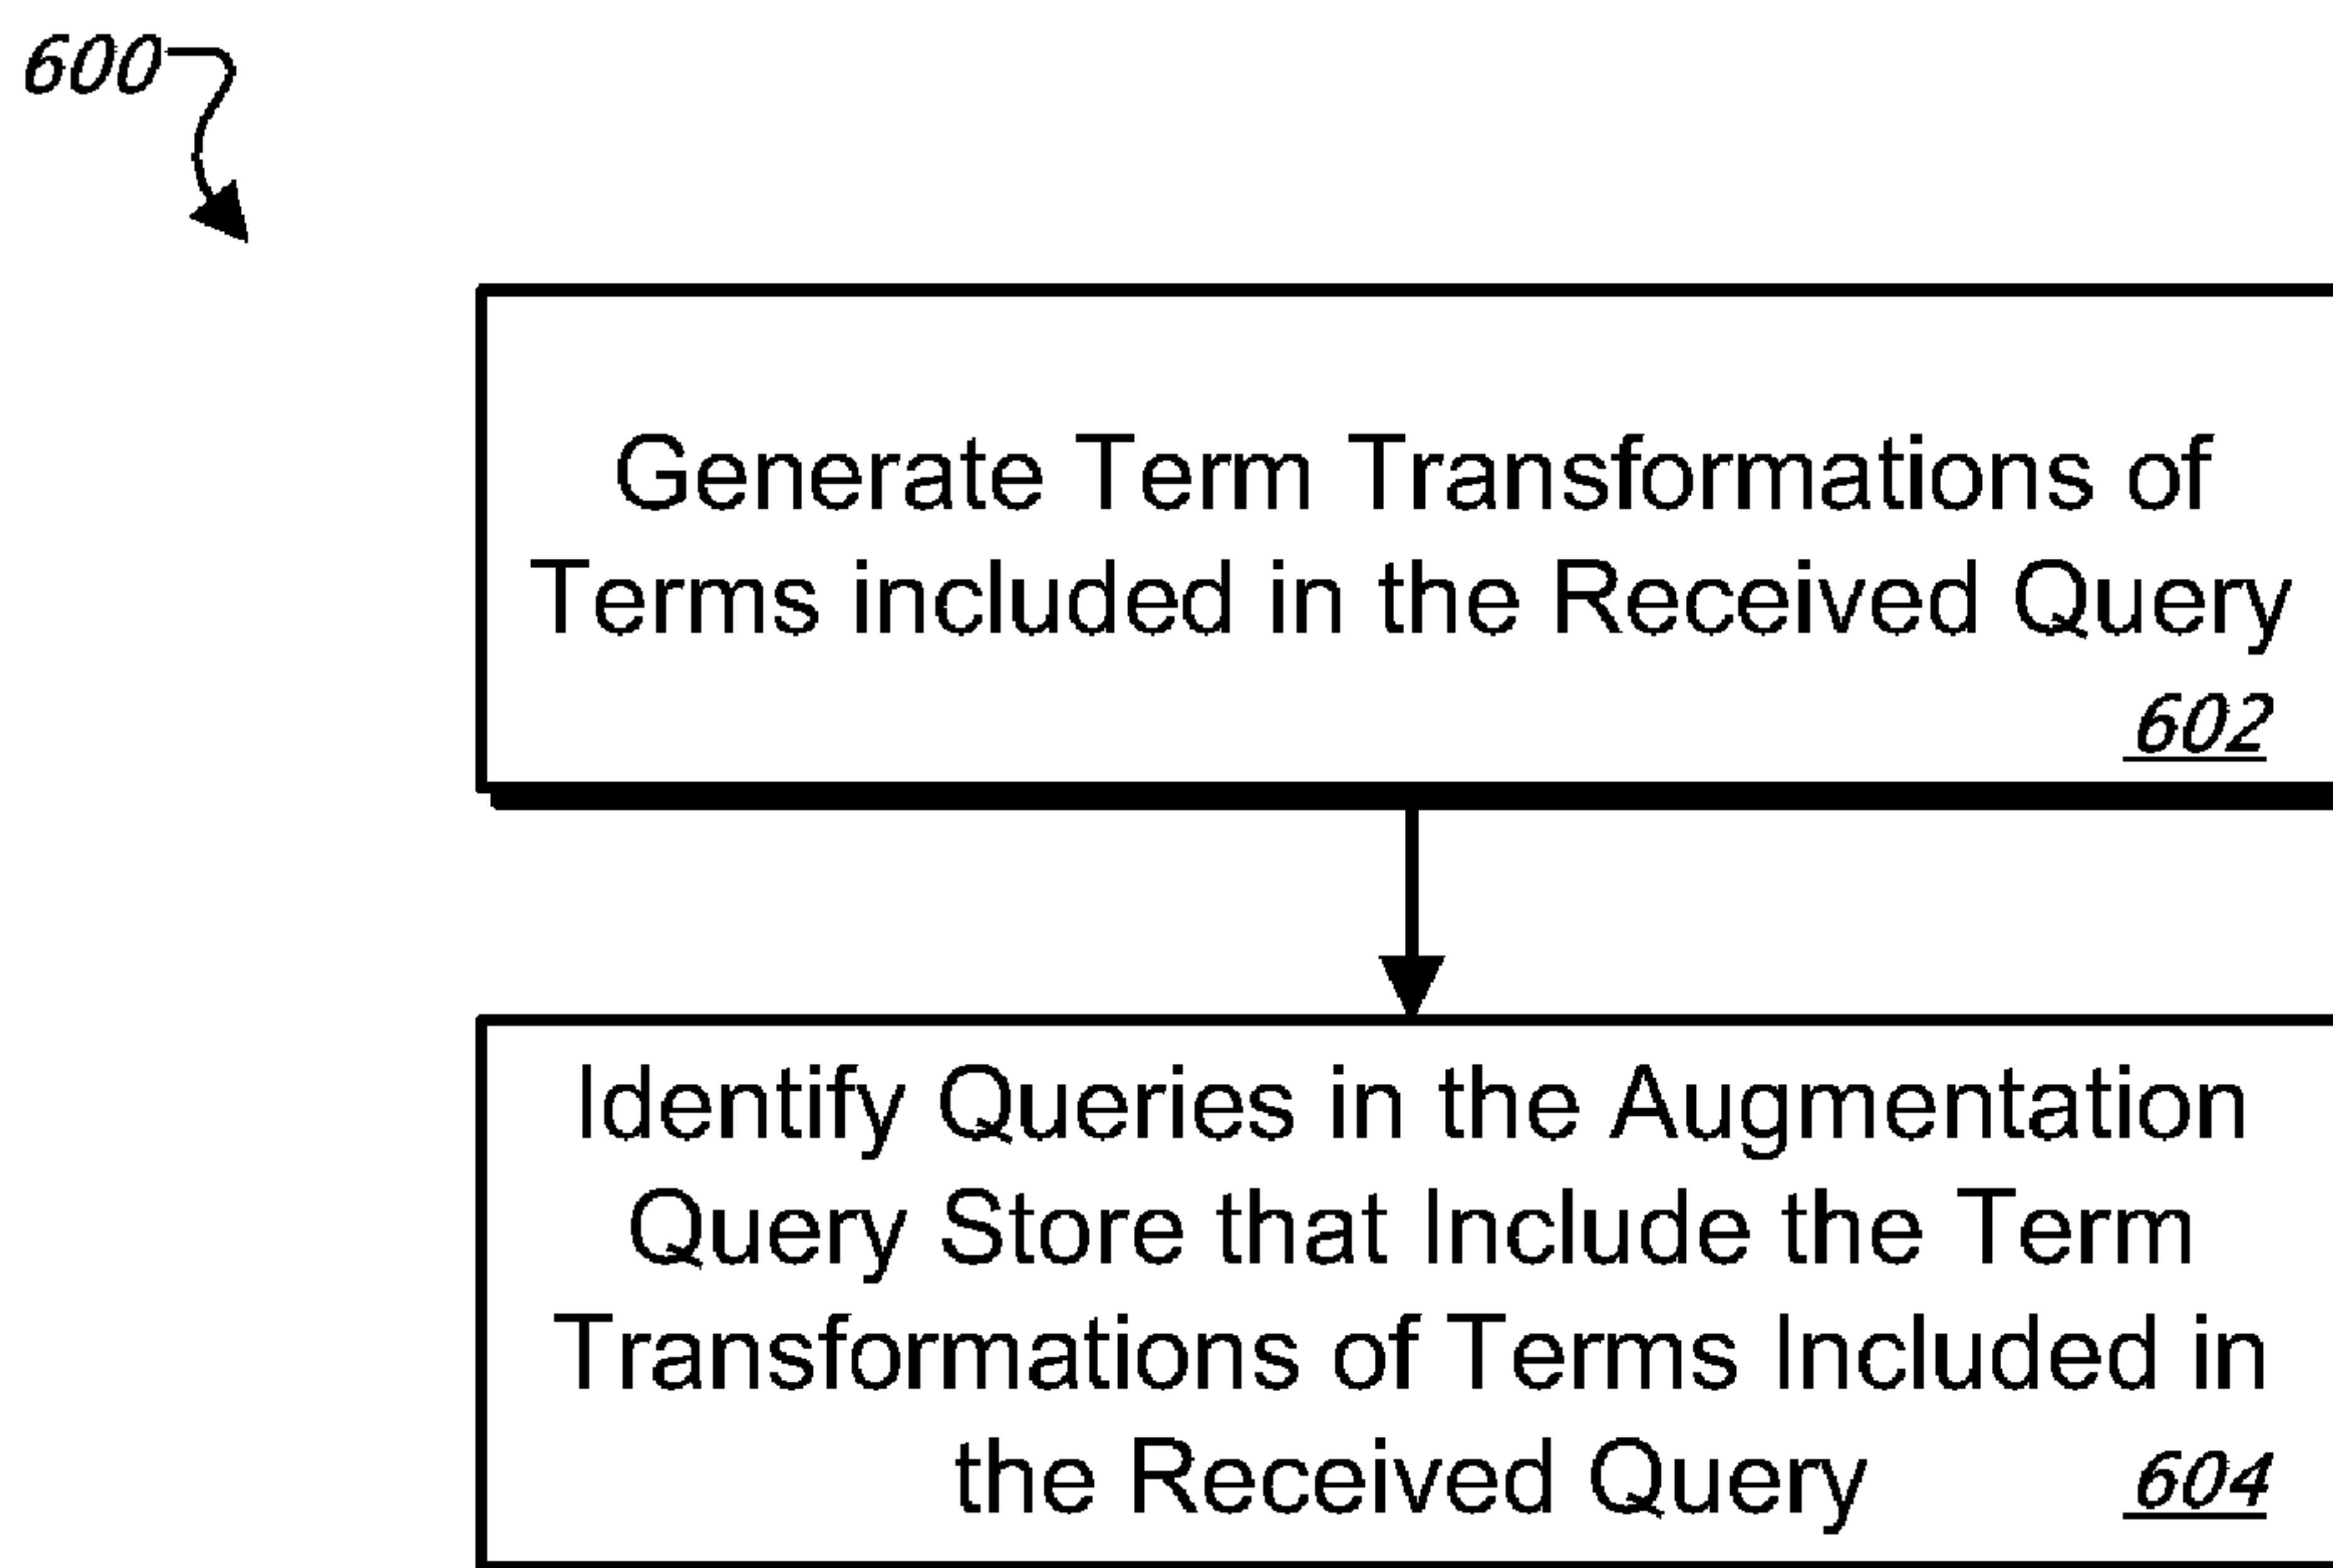 600
Generate Term Transformations of
Terms included in the Received Query
602
Identify Queries in the Augmentation
Query Store that Include the Term
Transformations of Terms Included in
the Received Query 604